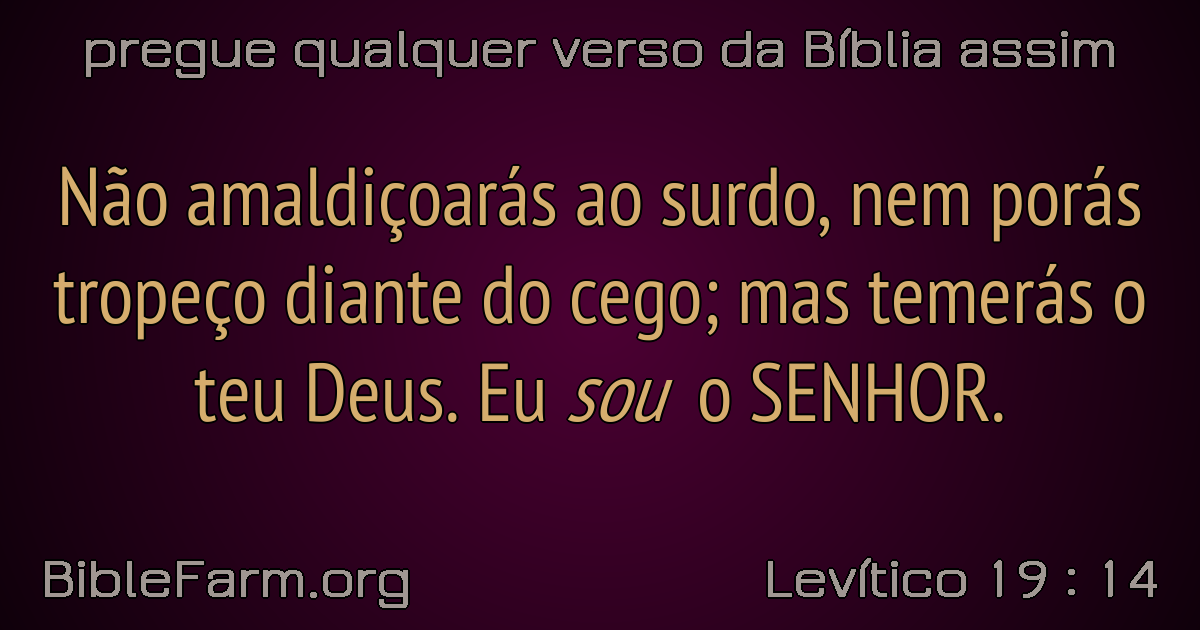 pregue qualquer verso da Bíblia assim
Não amaldiçoarás ao surdo, nem porás
tropeço diante do cego; mas temerás o
teu Deus. Eu sou o SENHOR.
BibleFarm.org
Levítico 19 : 14